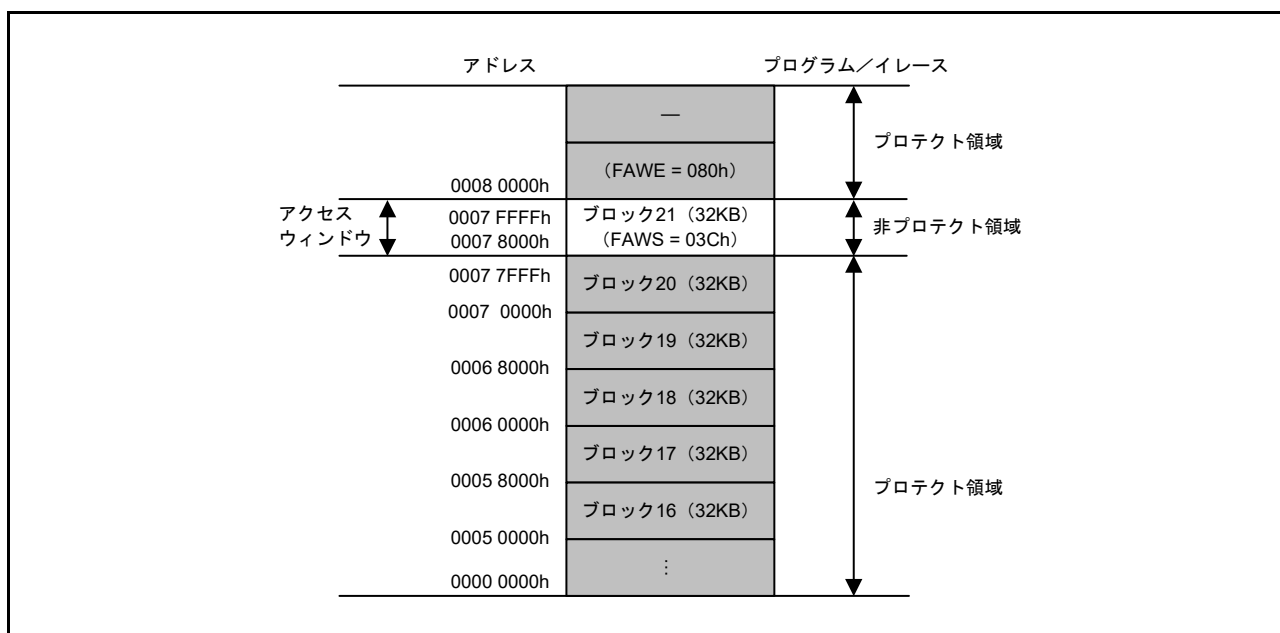 アドレス
プログラム／イレース
—
プロテクト領域
（FAWE = 080h）
0008 0000h
アクセス
ウィンドウ
0007 FFFFh
ブロック21（32KB）
非プロテクト領域
0007 8000h
（FAWS = 03Ch）
0007 7FFFh
ブロック20（32KB）
0007 0000h
ブロック19（32KB）
0006 8000h
ブロック18（32KB）
0006 0000h
ブロック17（32KB）
0005 8000h
プロテクト領域
ブロック16（32KB）
0005 0000h
⋮
0000 0000h